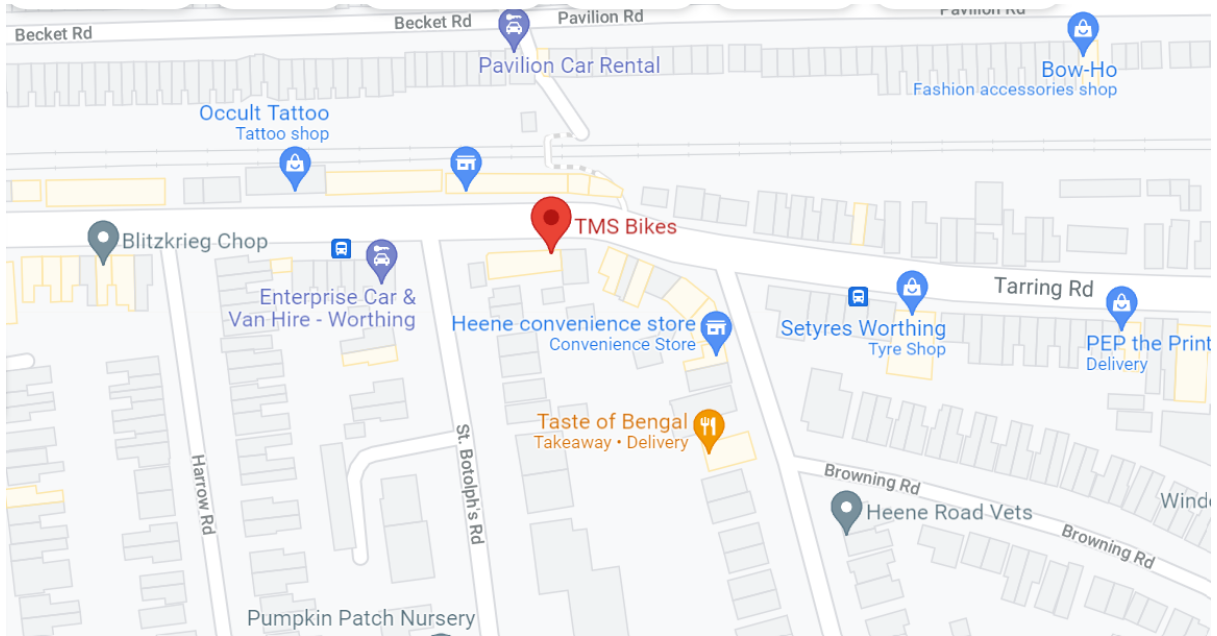 Becket Rd
Becket Rd
Pavilion Rd
Pavilion Rd
Pavilion Car Rental
Bow-Ho
Fashion accessories shop
Occult Tattoo
Tattoo shop
TMS Bikes
Blitzkrieg Chop
Enterprise Car &
Van Hire - Worthing
Tarring Rd
Heene convenience store
Convenience Store
Setyres Worthing
Tyre Shop
PEP the Print
Delivery
Taste of Bengal
Takeaway • Delivery
Harrow Rd
St. Botolph's Rd
Browning Rd
Heene Road Vets
Browning Rd
Pumpkin Patch Nursery